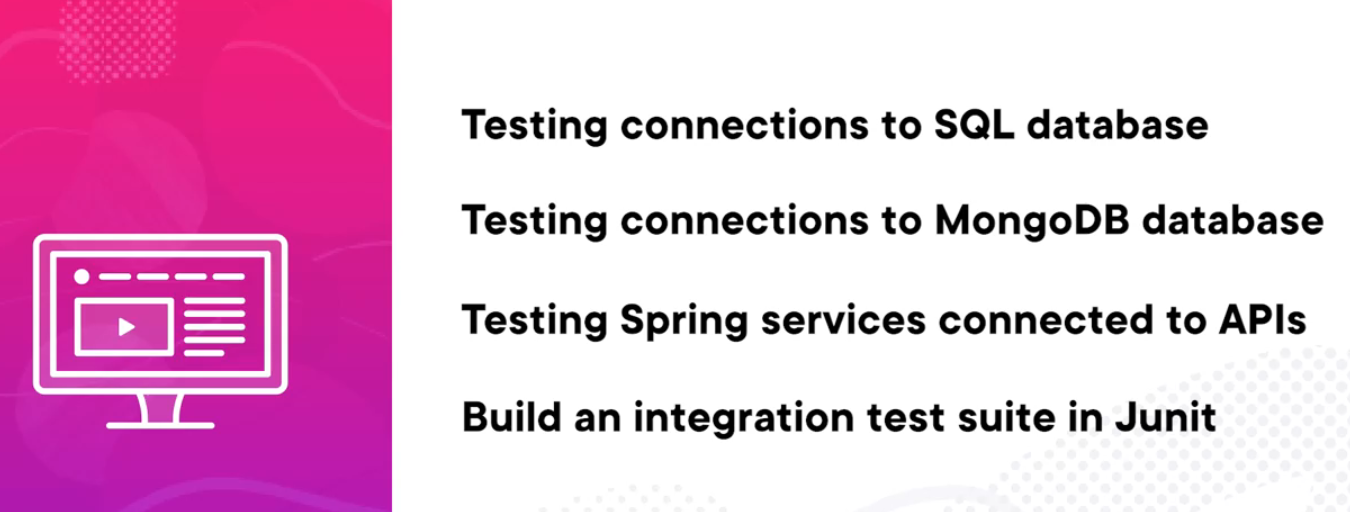 Testing connections to SQL database
Testing connections to MongoDB database
Testing Spring services connected to APIs
Build an integration test suite in Junit